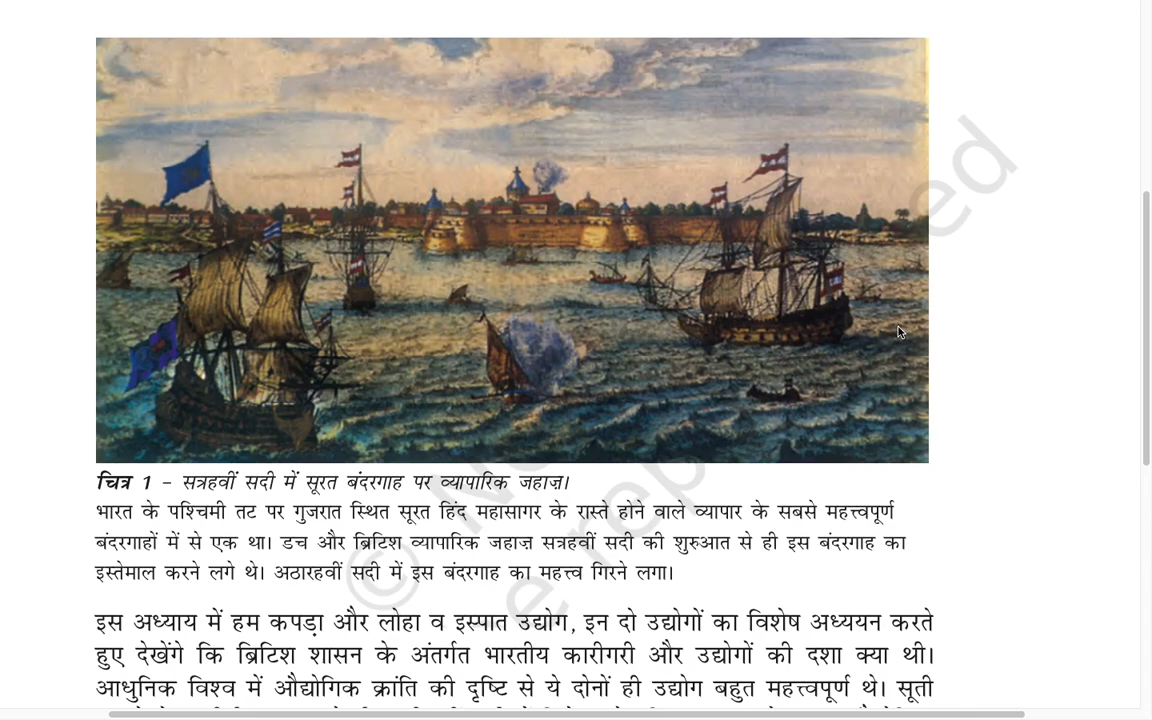 चित्र 1 – सत्रहवीं सदी में सूरत बंदरगाह पर व्यापारिक जहाज़।
भारत के पश्चिमी तट पर गुजरात स्थित सूरत हिंद महासागर के रास्ते होने वाले व्यापार के सबसे महत्त्वपूर्ण
बंदरगाहों में से एक था। डच और ब्रिटिश व्यापारिक जहाज़ सत्रहवीं सदी की शुरुआत से ही इस बंदरगाह का
इस्तेमाल करने लगे थे। अठारहवीं सदी में इस बंदरगाह का महत्त्व गिरने लगा।
इस अध्याय में हम कपड़ा और लोहा व इस्पात उद्योग, इन दो उद्योगों का विशेष अध्ययन करते
हुए देखेंगे कि ब्रिटिश शासन के अंतर्गत भारतीय कारीगरी और उद्योगों की दशा क्या थी।
आधुनिक विश्व में औद्योगिक क्रांति की दृष्टि से ये दोनों ही उद्योग बहुत महत्त्वपूर्ण थे। सूती